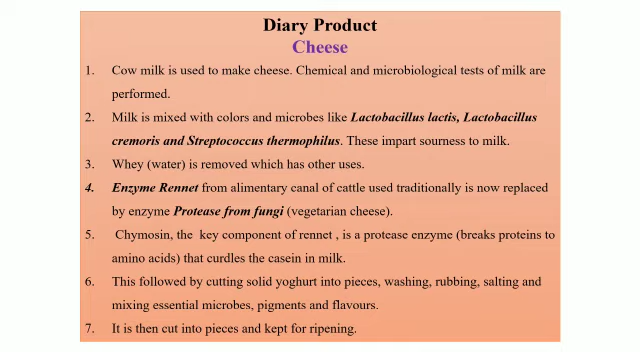 Diary Product
Cheese
1. Cow milk is used to make cheese. Chemical and microbiological tests of milk are
performed.
2. Milk is mixed with colors and microbes like Lactobacillus lactis, Lactobacillus
cremoris and Streptococcus thermophilus. These impart sourness to milk.
3. Whey (water) is removed which has other uses.
4. Enzyme Rennet from alimentary canal of cattle used traditionally is now replaced
by enzyme Protease from fungi (vegetarian cheese).
5. Chymosin, the key component of rennet , is a protease enzyme (breaks proteins to
amino acids) that curdles the casein in milk.
6. This followed by cutting solid yoghurt into pieces, washing, rubbing, salting and
mixing essential microbes, pigments and flavours.
7. It is then cut into pieces and kept for ripening.